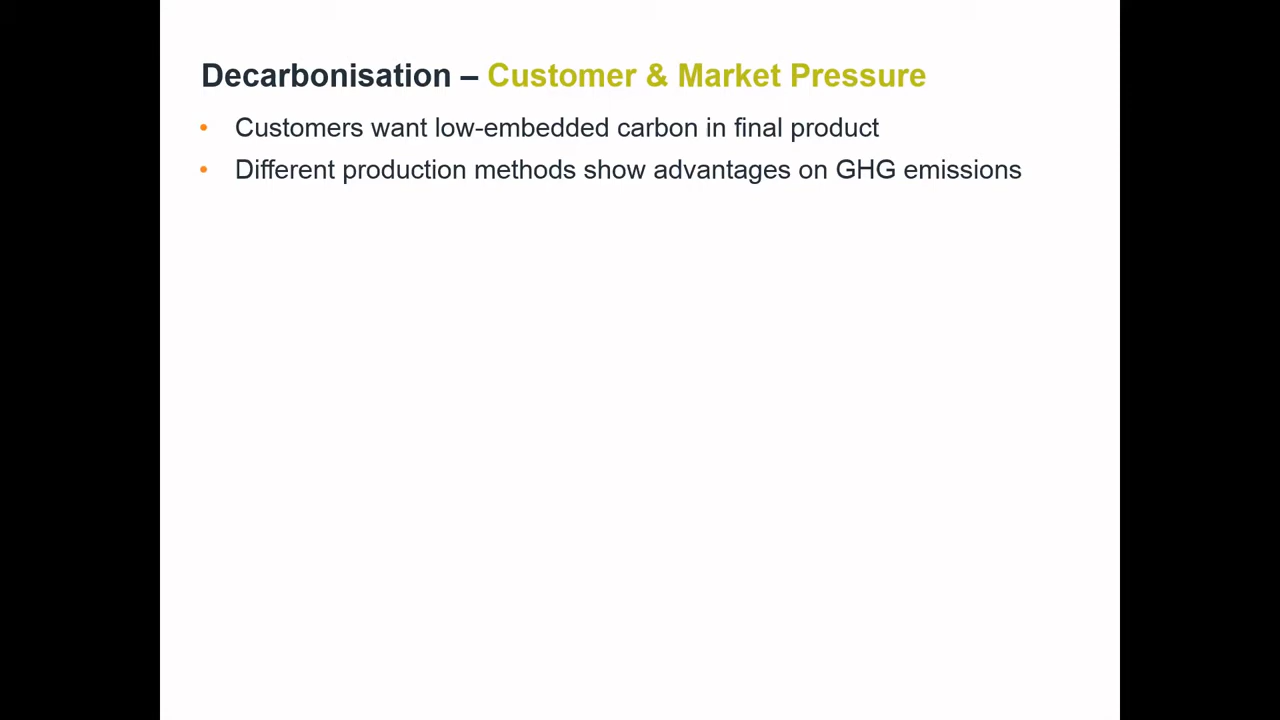 Decarbonisation – Customer & Market Pressure
• Customers want low-embedded carbon in final product
• Different production methods show advantages on GHG emissions